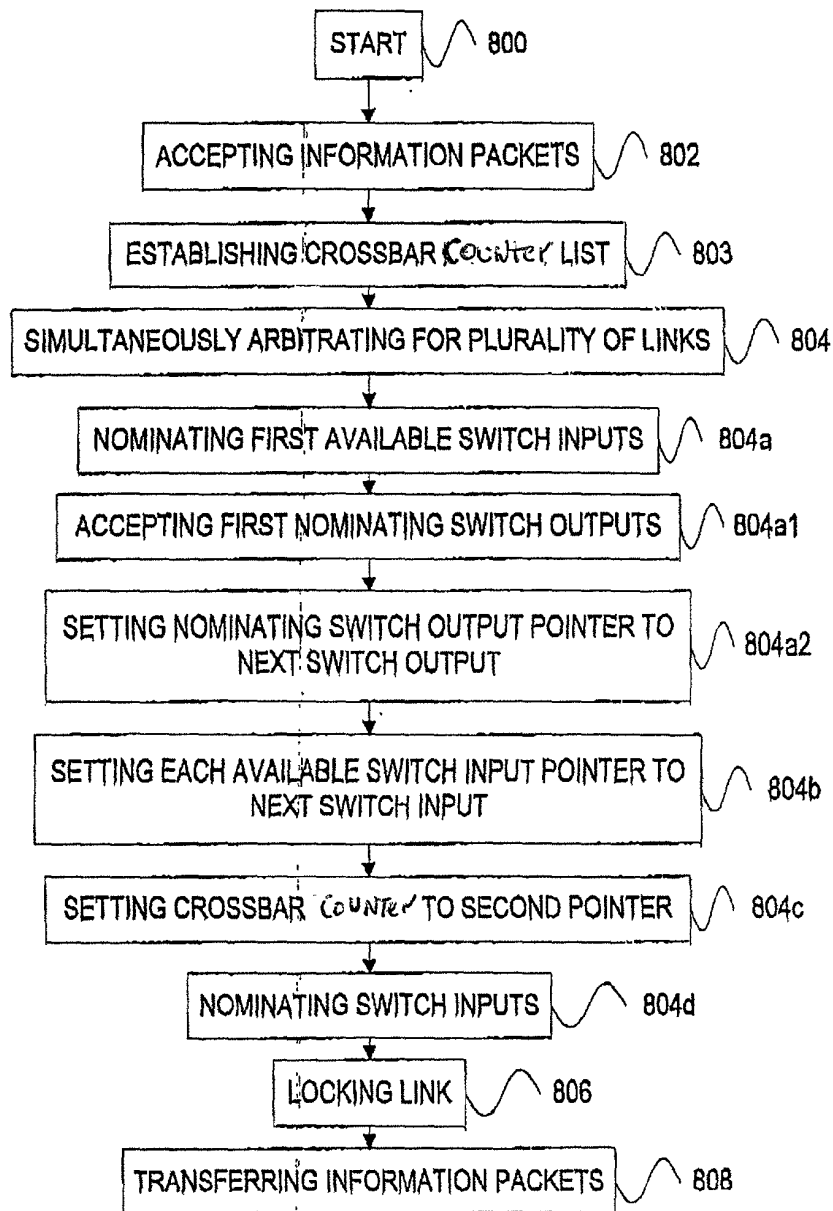 START 800
ACCEPTING INFORMATION PACKETS 802
ESTABLISHING CROSSBAR Counter LIST 803
SIMULTANEOUSLY ARBITRATING FOR PLURALITY OF LINKS 804
NOMINATING FIRST AVAILABLE SWITCH INPUTS 804a
ACCEPTING FIRST NOMINATING SWITCH OUTPUTS 804a1
SETTING NOMINATING SWITCH OUTPUT POINTER TO
NEXT SWITCH OUTPUT 804a2
SETTING EACH AVAILABLE SWITCH INPUT POINTER TO
NEXT SWITCH INPUT 804b
SETTING CROSSBAR Counter TO SECOND POINTER 804c
NOMINATING SWITCH INPUTS 804d
LOCKING LINK 806
TRANSFERRING INFORMATION PACKETS 808